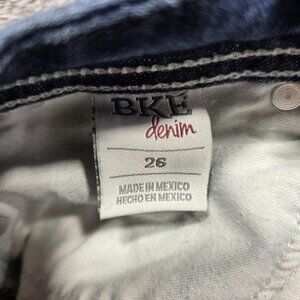 BKE
denim
26
MADE IN MEXICO
HECHO EN MEXICO